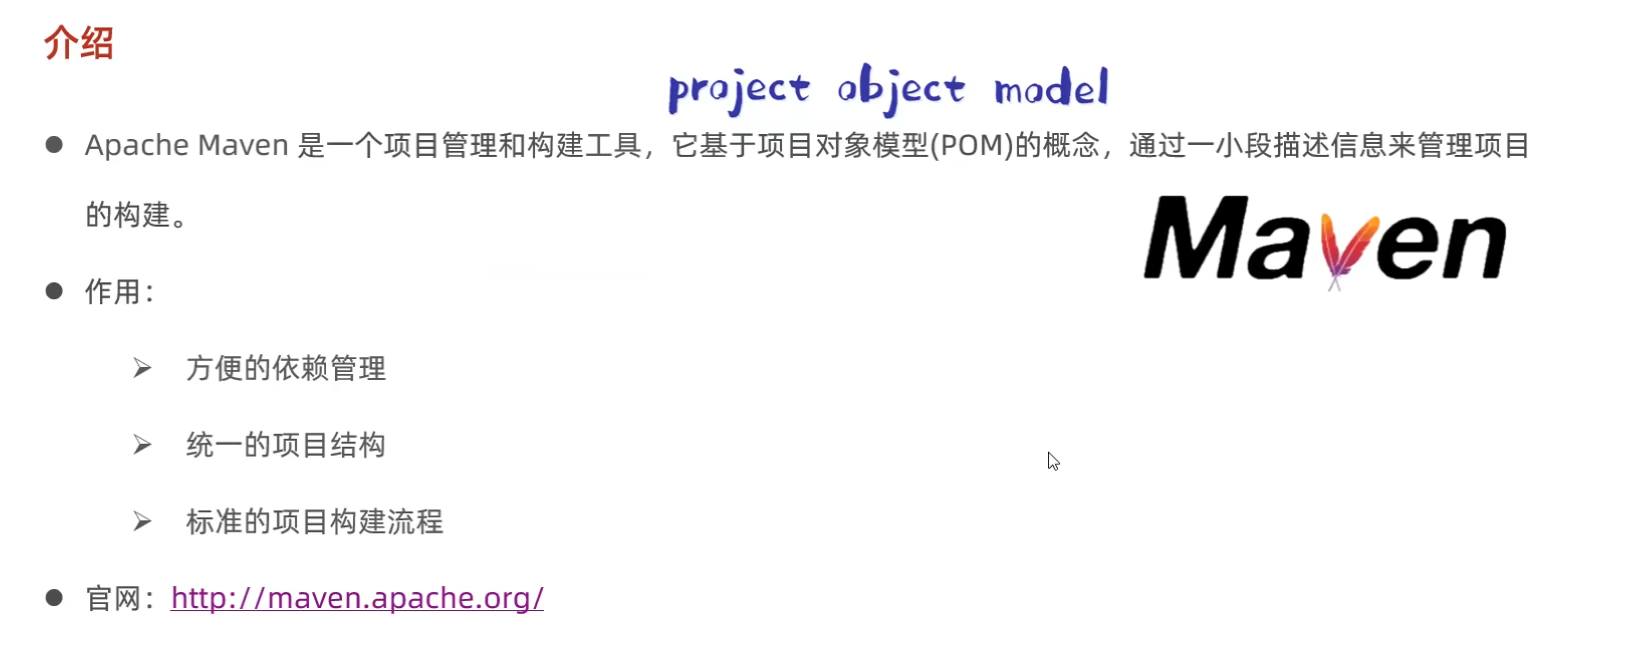 介绍
project object model
● Apache Maven 是一个项目管理和构建工具，它基于项目对象模型(POM)的概念，通过一小段描述信息来管理项目
的构建。
Maven
● 作用：
➢ 方便的依赖管理
➢ 统一的项目结构
➢ 标准的项目构建流程
● 官网：http://maven.apache.org/